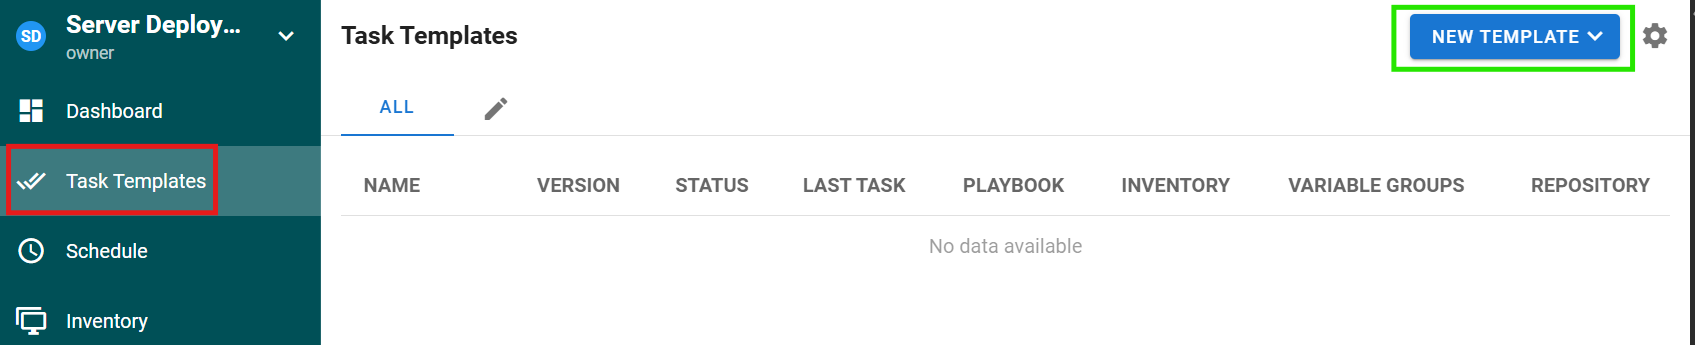 SD
Server Deploy...
owner
Dashboard
Task Templates
Schedule
Inventory
Task Templates
NEW TEMPLATE
ALL
NAME VERSION STATUS LAST TASK PLAYBOOK INVENTORY VARIABLE GROUPS REPOSITORY
No data available